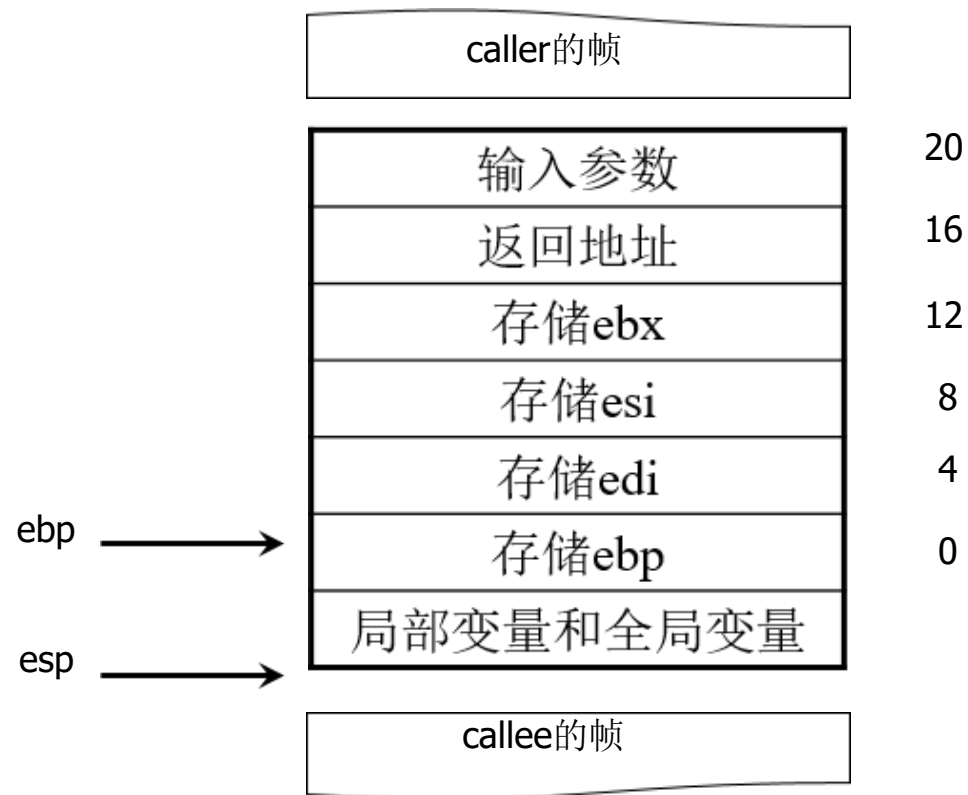 caller的帧
输入参数
20
返回地址
16
存储ebx
12
存储esi
8
存储edi
4
ebp
存储ebp
0
局部变量和全局变量
esp
callee的帧